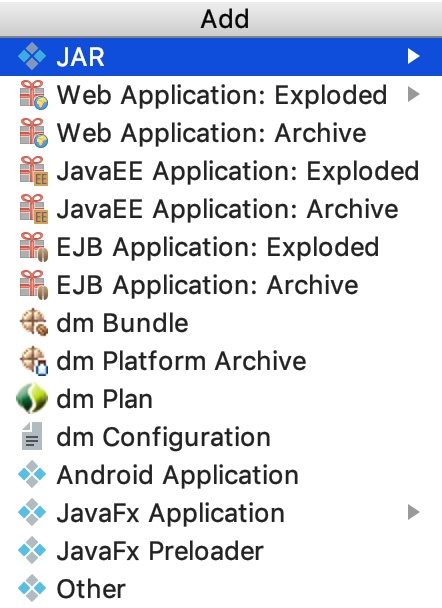 Add
JAR
Web Application: Exploded
Web Application: Archive
JavaEE Application: Exploded
JavaEE Application: Archive
EJB Application: Exploded
EJB Application: Archive
dm Bundle
dm Platform Archive
dm Plan
dm Configuration
Android Application
JavaFx Application
JavaFx Preloader
Other